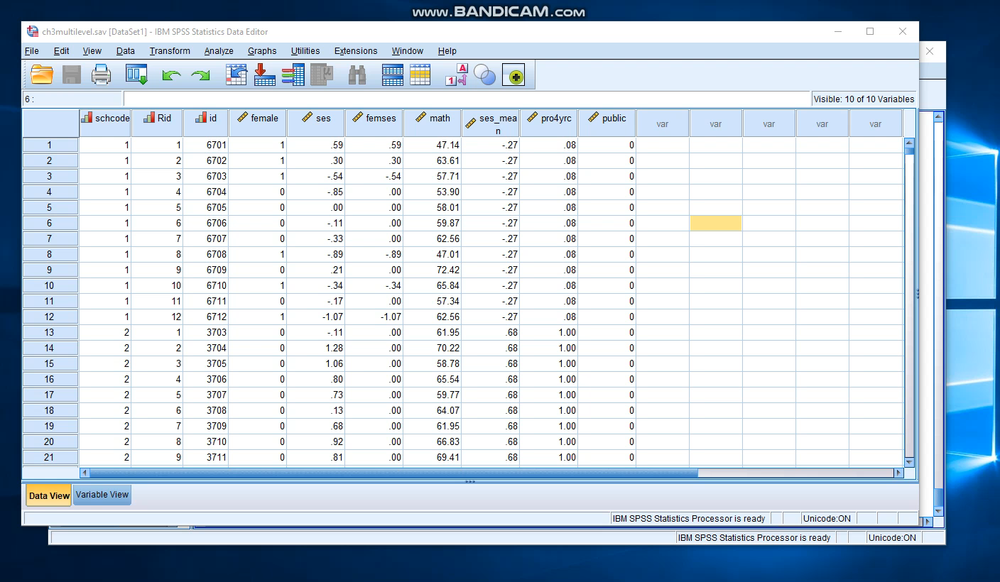 WWW.BANDICAM.COM
ch3multilevel.sav [DataSet1] - IBM SPSS Statistics Data Editor
File Edit View Data Transform Analyze Graphs Utilities Extensions Window Help
6 : Visible: 10 of 10 Variables
schcode Rid id female ses femses math ses_mea pro4yrc public var var var var var
n
1 1 1 6701 1 .59 .59 47.14 -.27 .08 0
2 1 2 6702 1 .30 .30 63.61 -.27 .08 0
3 1 3 6703 1 -.54 -.54 57.71 -.27 .08 0
4 1 4 6704 0 -.85 .00 53.90 -.27 .08 0
5 1 5 6705 0 .00 .00 58.01 -.27 .08 0
6 1 6 6706 0 -.11 .00 59.87 -.27 .08 0
7 1 7 6707 0 -.33 .00 62.56 -.27 .08 0
8 1 8 6708 1 -.89 -.89 47.01 -.27 .08 0
9 1 9 6709 0 .21 .00 72.42 -.27 .08 0
10 1 10 6710 1 -.34 -.34 65.84 -.27 .08 0
11 1 11 6711 0 -.17 .00 57.34 -.27 .08 0
12 1 12 6712 1 -1.07 -1.07 62.56 -.27 .08 0
13 2 1 3703 0 -.11 .00 61.95 .68 1.00 0
14 2 2 3704 0 1.28 .00 70.22 .68 1.00 0
15 2 3 3705 0 1.06 .00 58.78 .68 1.00 0
16 2 4 3706 0 .80 .00 65.54 .68 1.00 0
17 2 5 3707 0 .73 .00 59.77 .68 1.00 0
18 2 6 3708 0 .13 .00 64.07 .68 1.00 0
19 2 7 3709 0 .68 .00 61.95 .68 1.00 0
20 2 8 3710 0 .92 .00 66.83 .68 1.00 0
21 2 9 3711 0 .81 .00 69.41 .68 1.00 0
Data View Variable View
IBM SPSS Statistics Processor is ready Unicode:ON
IBM SPSS Statistics Processor is ready Unicode:ON